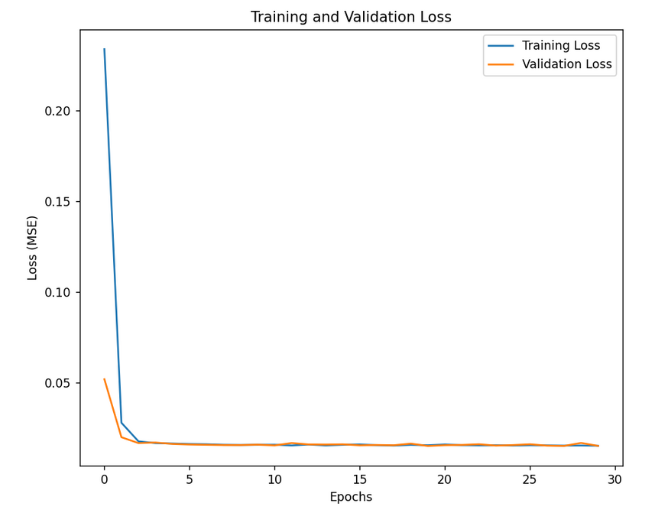 Training and Validation Loss
Training Loss
Validation Loss
0.20
0.15
0.10
0.05
Loss (MSE)
0 5 10 15 20 25 30
Epochs